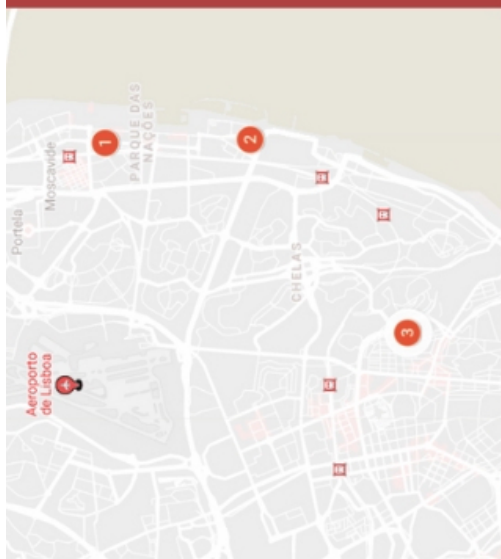 Portela
Moscavide
1
PARQUE DAS
NAÇÕES
2
Aeroporto
de Lisboa
CHELAS
3